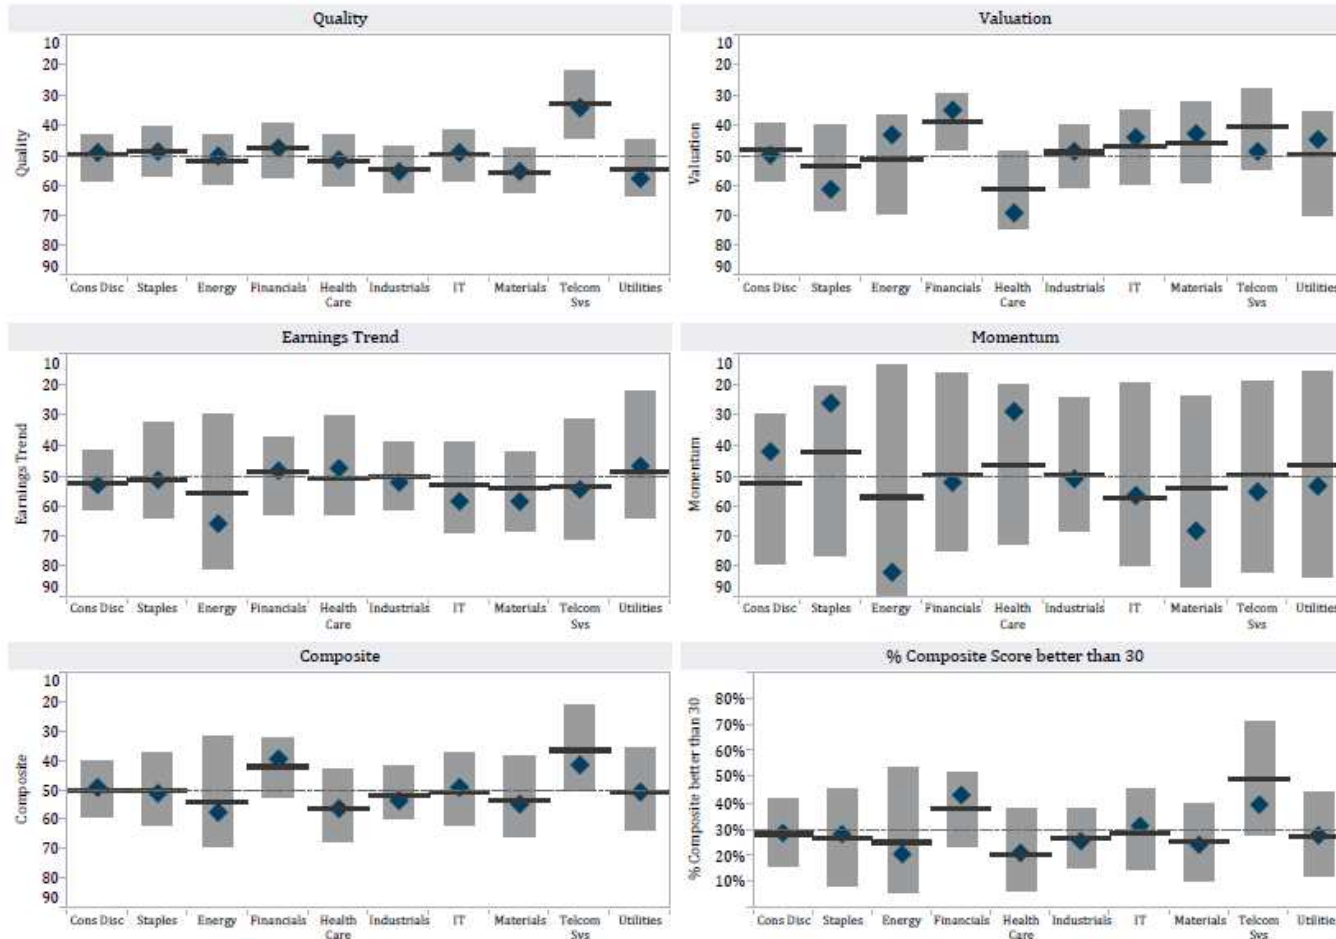 Quality
Quality
10
20
30
40
50
60
70
80
90
Cons Disc Staples Energy Financials Health Care Industrials IT Materials Telcom Svs Utilities
Valuation
Valuation
10
20
30
40
50
60
70
80
90
Cons Disc Staples Energy Financials Health Care Industrials IT Materials Telcom Svs Utilities
Earnings Trend
Earnings Trend
10
20
30
40
50
60
70
80
90
Cons Disc Staples Energy Financials Health Care Industrials IT Materials Telcom Svs Utilities
Momentum
Momentum
10
20
30
40
50
60
70
80
90
Cons Disc Staples Energy Financials Health Care Industrials IT Materials Telcom Svs Utilities
Composite
Composite
10
20
30
40
50
60
70
80
90
Cons Disc Staples Energy Financials Health Care Industrials IT Materials Telcom Svs Utilities
% Composite Score better than 30
% Composite better than 30
80%
70%
60%
50%
40%
30%
20%
10%
Cons Disc Staples Energy Financials Health Care Industrials IT Materials Telcom Svs Utilities